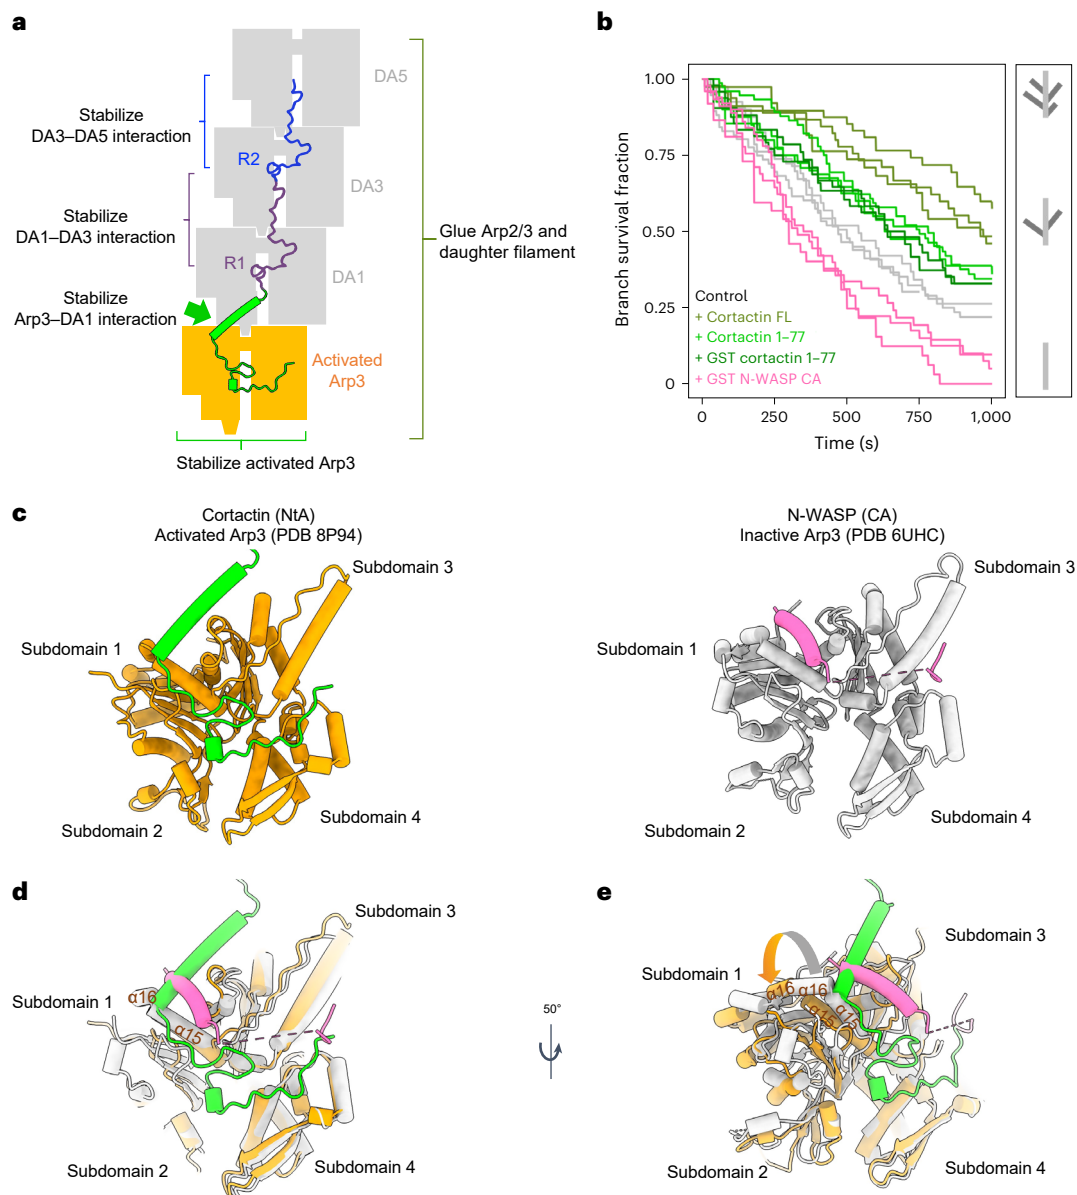 a
DA5
Stabilize
DA3–DA5 interaction
R2
DA3
Stabilize
DA1–DA3 interaction
R1
DA1
Glue Arp2/3 and
daughter filament
Stabilize
Arp3–DA1 interaction
Activated
Arp3
Stabilize activated Arp3
b
Branch survival fraction
1.00
0.75
0.50
0.25
0
Control
+ Cortactin FL
+ Cortactin 1–77
+ GST cortactin 1–77
+ GST N-WASP CA
0
250
500
750
1,000
Time (s)
c
Cortactin (NtA)
Activated Arp3 (PDB 8P94)
Subdomain 3
Subdomain 1
Subdomain 2
Subdomain 4
N-WASP (CA)
Inactive Arp3 (PDB 6UHC)
Subdomain 3
Subdomain 1
Subdomain 2
Subdomain 4
d
Subdomain 3
Subdomain 1
α16
α15
Subdomain 2
Subdomain 4
50°
e
Subdomain 3
Subdomain 1
α16
α16
α15
Subdomain 2
Subdomain 4